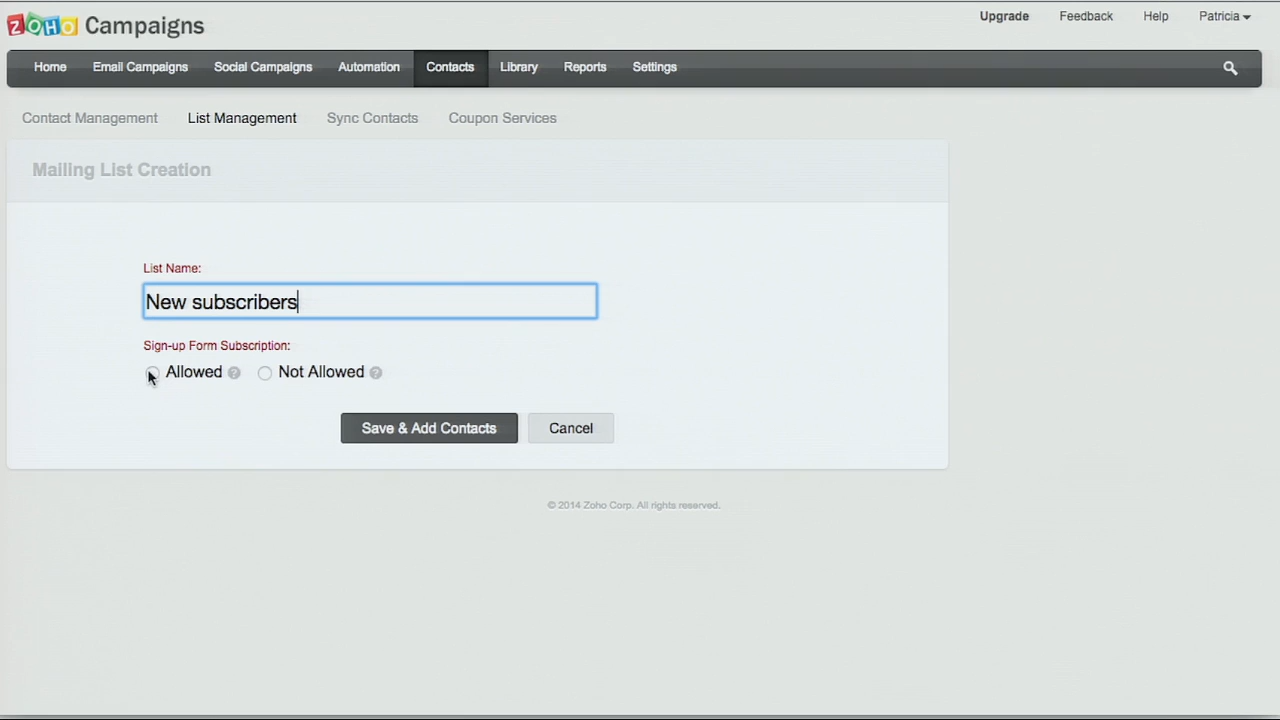 ZOHO Campaigns
Upgrade Feedback Help Patricia
Home Email Campaigns Social Campaigns Automation Contacts Library Reports Settings
Contact Management List Management Sync Contacts Coupon Services
Mailing List Creation
List Name:
New subscribers
Sign-up Form Subscription:
Allowed ? Not Allowed ?
Save & Add Contacts Cancel
© 2014 Zoho Corp. All rights reserved.